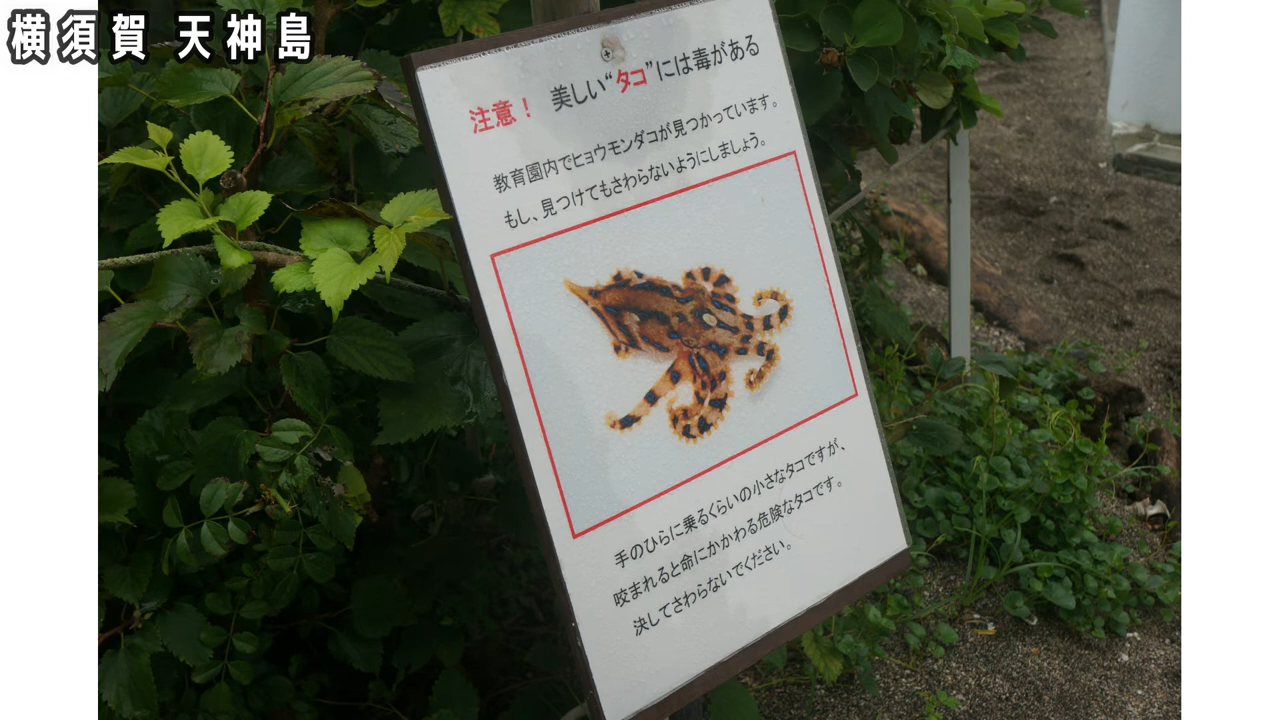 横須賀 天神島
注意！ 美しい“タコ”には毒がある
教育園内でヒョウモンダコが見つかっています。
もし、見つけてもさわらないようにしましょう。
手のひらに乗るくらいの小さなタコですが、
咬まれると命にかかわる危険なタコです。
決してさわらないでください。